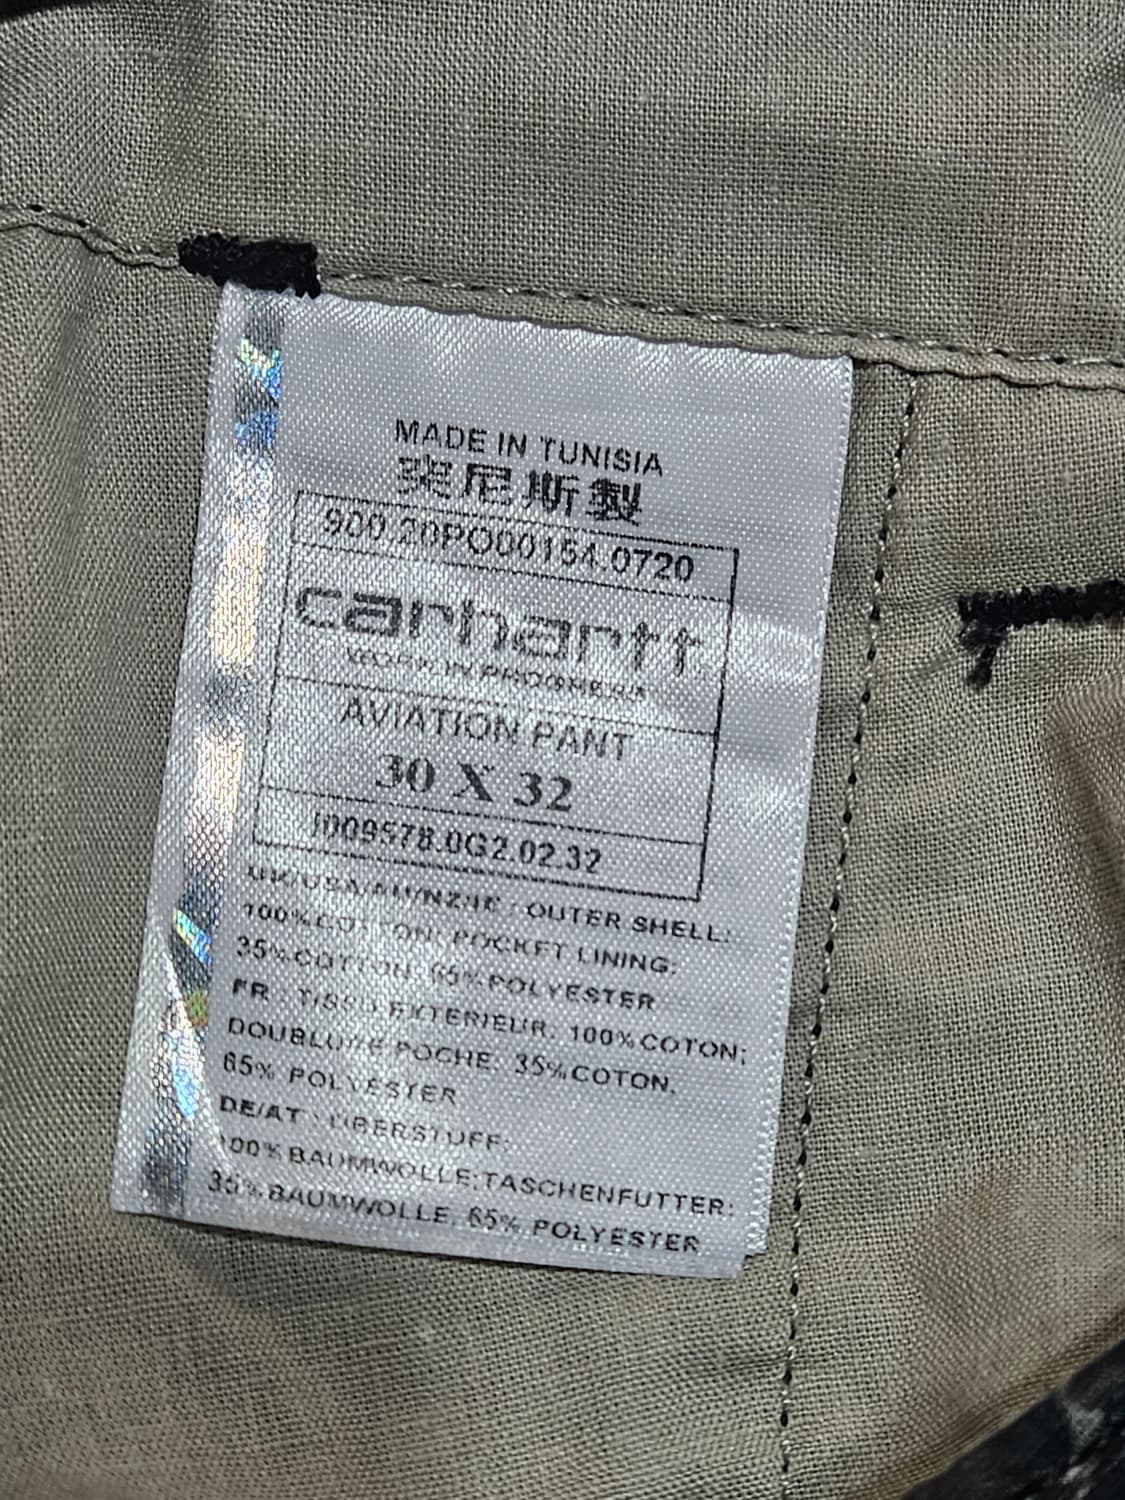 MADE IN TUNISIA
突尼斯製
900.20PO00154.0720
carhartt
WORK IN PROGRESS
AVIATION PANT
30 X 32
I009578.0G2.02.32
UK/USA/AU/NZ/IE : OUTER SHELL:
100%COTTON; POCKET LINING:
35%COTTON, 65%POLYESTER
FR : TISSU EXTERIEUR: 100%COTON;
DOUBLURE POCHE: 35%COTON,
65% POLYESTER
DE/AT : OBERSTOFF:
100%BAUMWOLLE;TASCHENFUTTER:
35%BAUMWOLLE, 65% POLYESTER